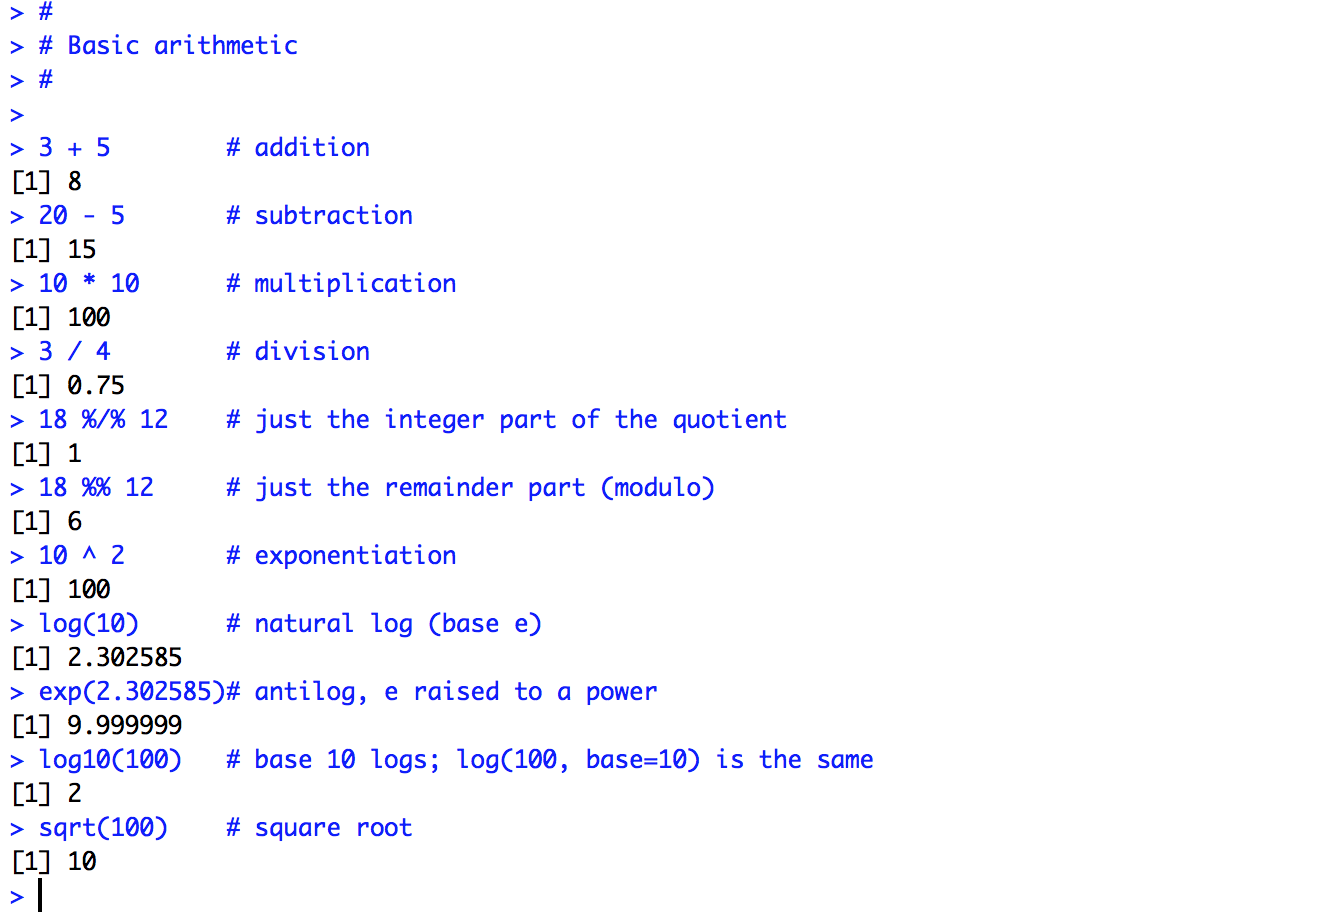 > #
> # Basic arithmetic
> #
>
> 3 + 5        # addition
[1] 8
> 20 - 5       # subtraction
[1] 15
> 10 * 10      # multiplication
[1] 100
> 3 / 4        # division
[1] 0.75
> 18 %/% 12    # just the integer part of the quotient
[1] 1
> 18 %% 12     # just the remainder part (modulo)
[1] 6
> 10 ^ 2       # exponentiation
[1] 100
> log(10)      # natural log (base e)
[1] 2.302585
> exp(2.302585)# antilog, e raised to a power
[1] 9.999999
> log10(100)   # base 10 logs; log(100, base=10) is the same
[1] 2
> sqrt(100)    # square root
[1] 10
>